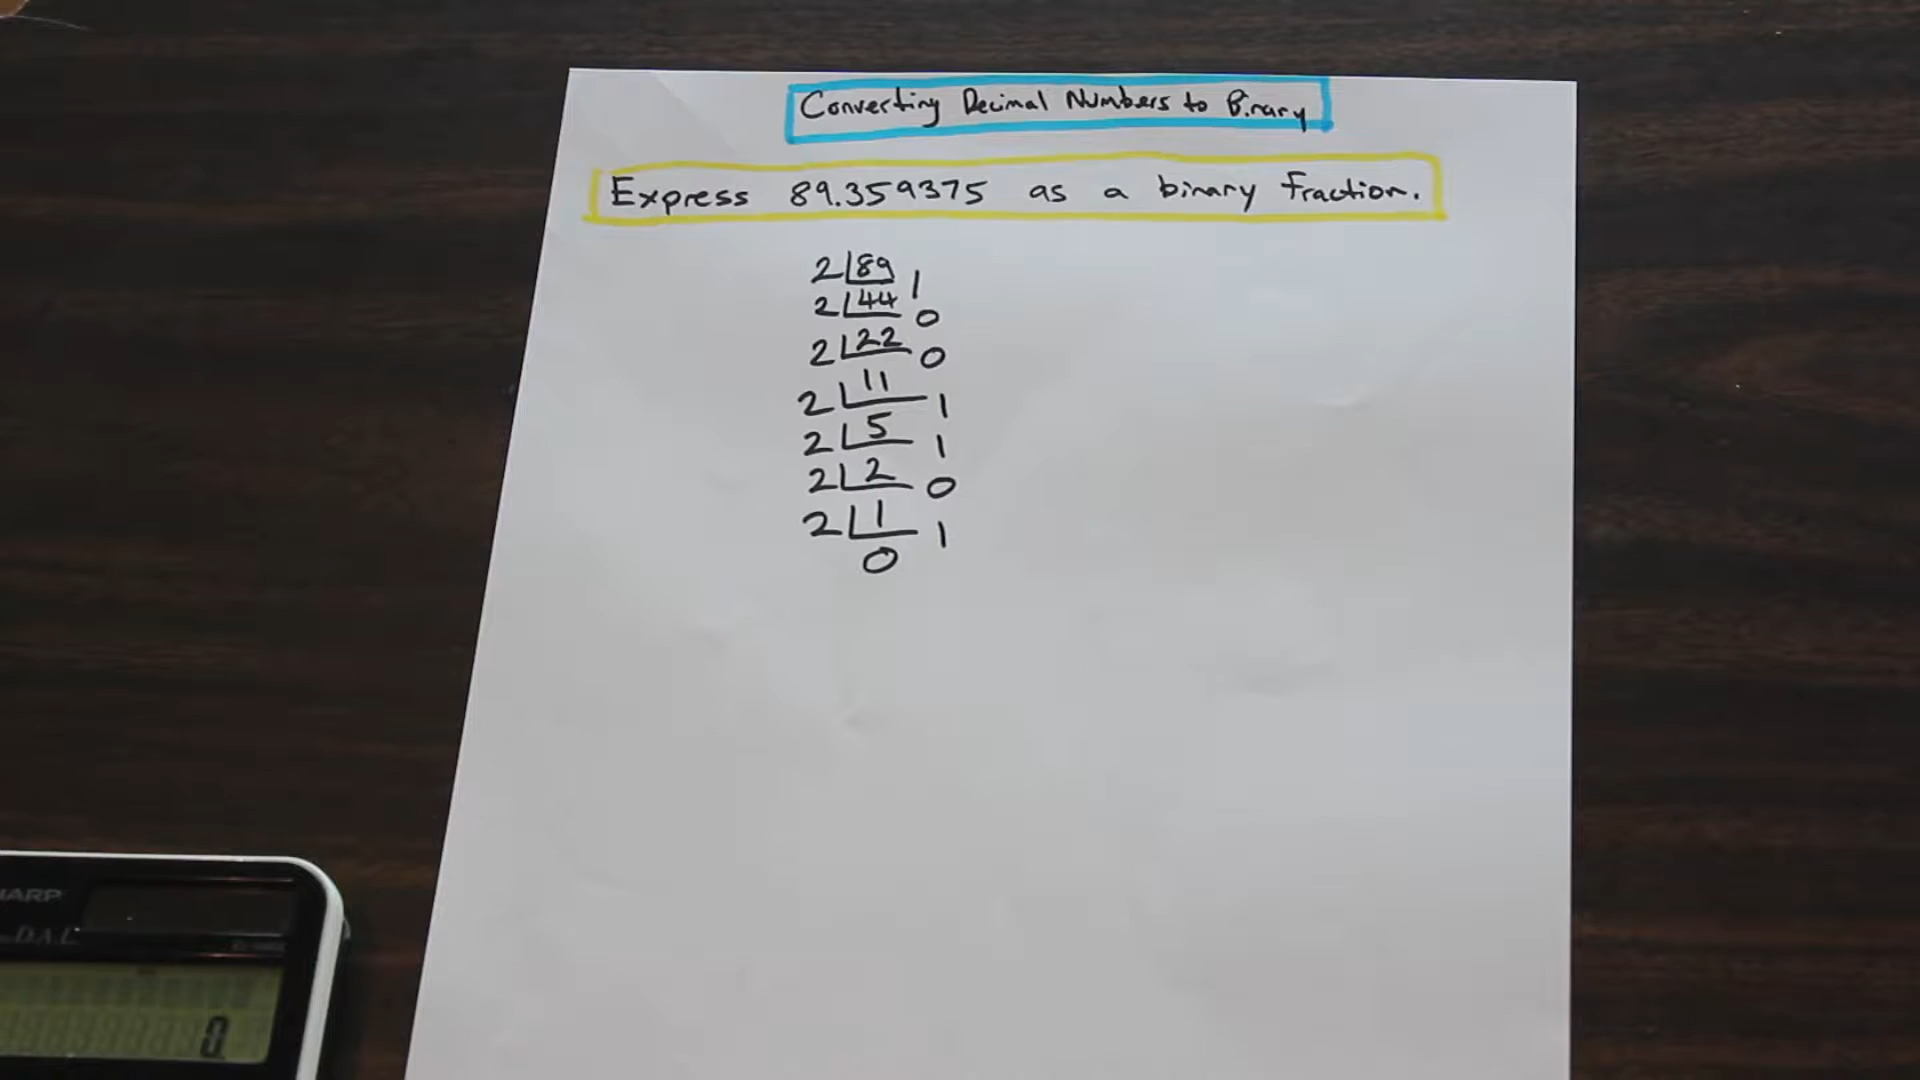 Converting Decimal Numbers to Binary
Express 89.359375 as a binary fraction.
2 89 1
2 44 0
2 22 0
2 11 1
2 5 1
2 2 0
2 1 1
0
D.A.L.
0